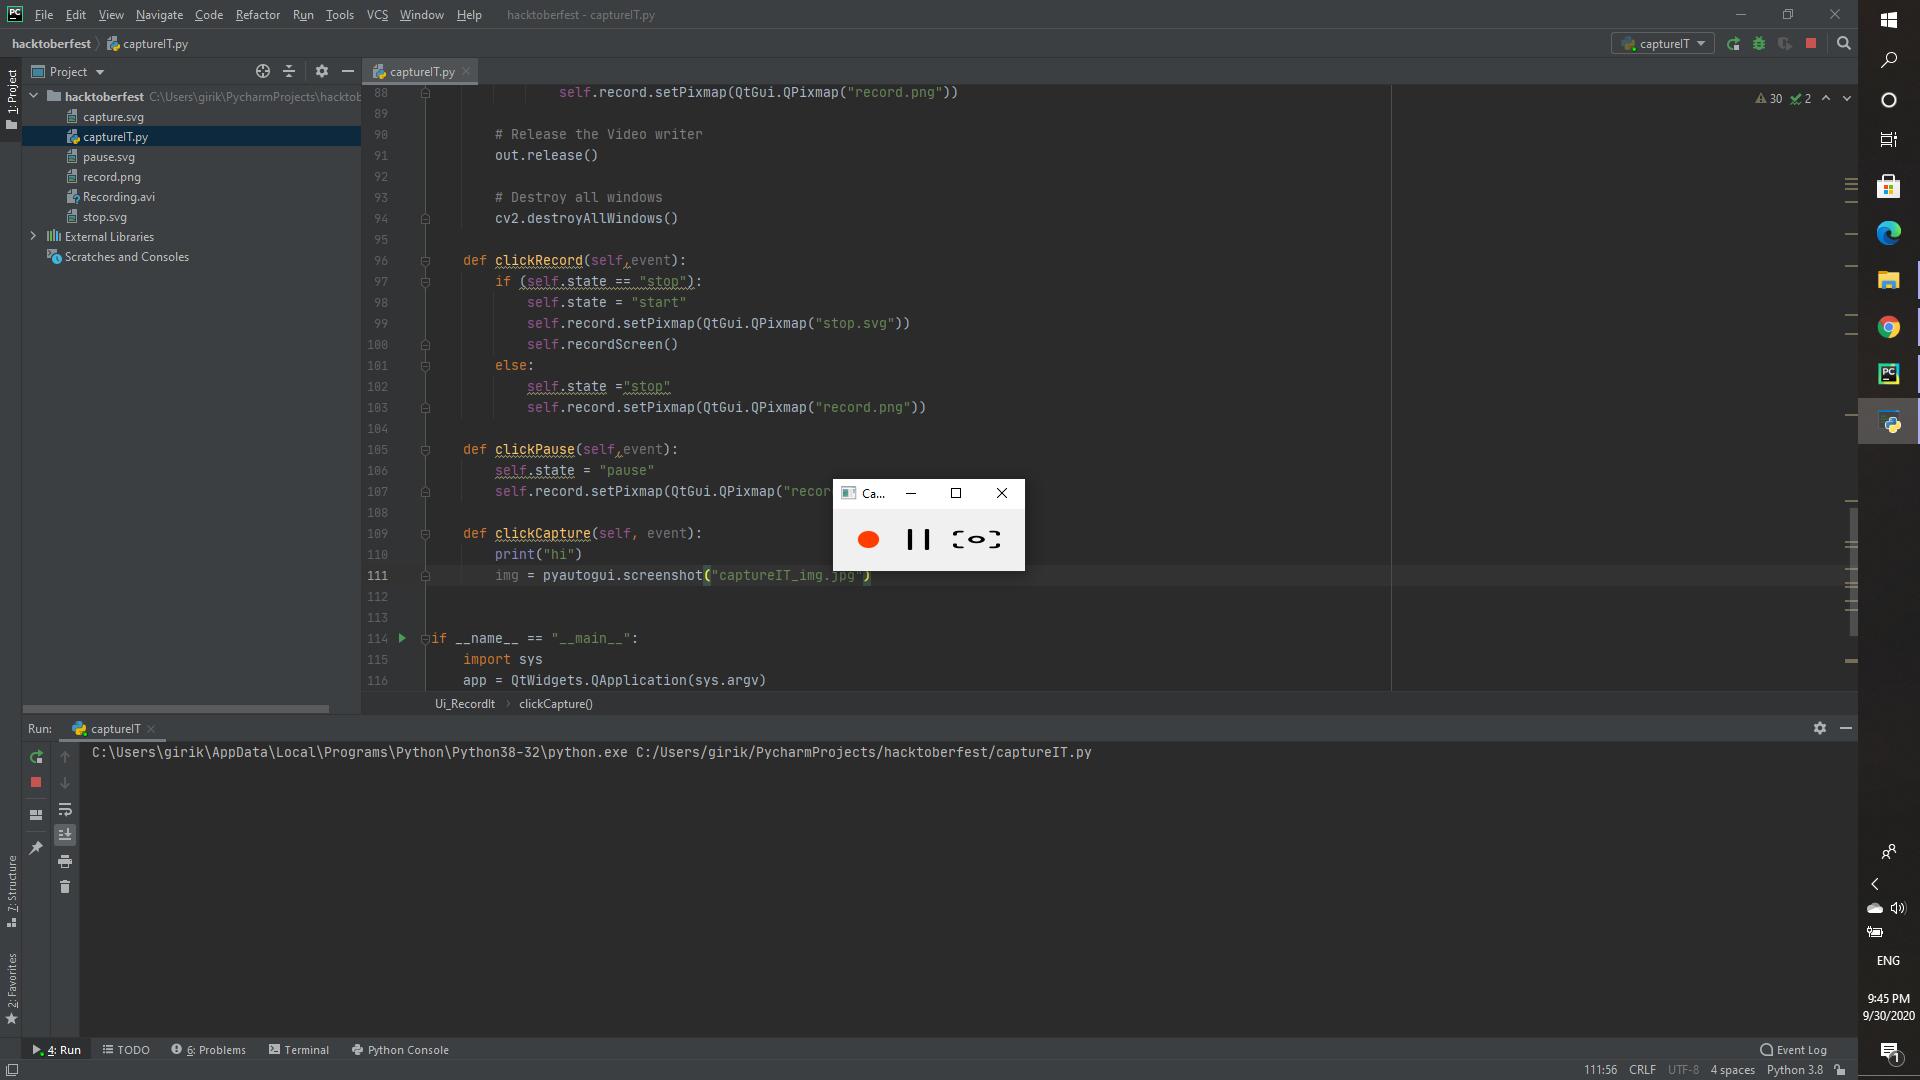 File Edit View Navigate Code Refactor Run Tools VCS Window Help hacktoberfest - captureIT.py
hacktoberfest captureIT.py captureIT
1: Project
Project captureIT.py
hacktoberfest C:\Users\girik\PycharmProjects\hacktob
capture.svg
captureIT.py
pause.svg
record.png
Recording.avi
stop.svg
External Libraries
Scratches and Consoles
30 2
88 self.record.setPixmap(QtGui.QPixmap("record.png"))
89
90 # Release the Video writer
91 out.release()
92
93 # Destroy all windows
94 cv2.destroyAllWindows()
95
96 def clickRecord(self,event):
97 if (self.state == "stop"):
98 self.state = "start"
99 self.record.setPixmap(QtGui.QPixmap("stop.svg"))
100 self.recordScreen()
101 else:
102 self.state ="stop"
103 self.record.setPixmap(QtGui.QPixmap("record.png"))
104
105 def clickPause(self,event):
106 self.state = "pause"
107 self.record.setPixmap(QtGui.QPixmap("recor
108
109 def clickCapture(self, event):
110 print("hi")
111 img = pyautogui.screenshot("captureIT_img.jpg")
112
113
114 if __name__ == "__main__":
115 import sys
116 app = QtWidgets.QApplication(sys.argv)
Ca...
Ui_RecordIt clickCapture()
Run: captureIT
C:\Users\girik\AppData\Local\Programs\Python\Python38-32\python.exe C:/Users/girik/PycharmProjects/hacktoberfest/captureIT.py
7: Structure
2: Favorites
4: Run TODO 6: Problems Terminal Python Console Event Log
111:56 CRLF UTF-8 4 spaces Python 3.8
PC
PC
ENG
9:45 PM
9/30/2020
1